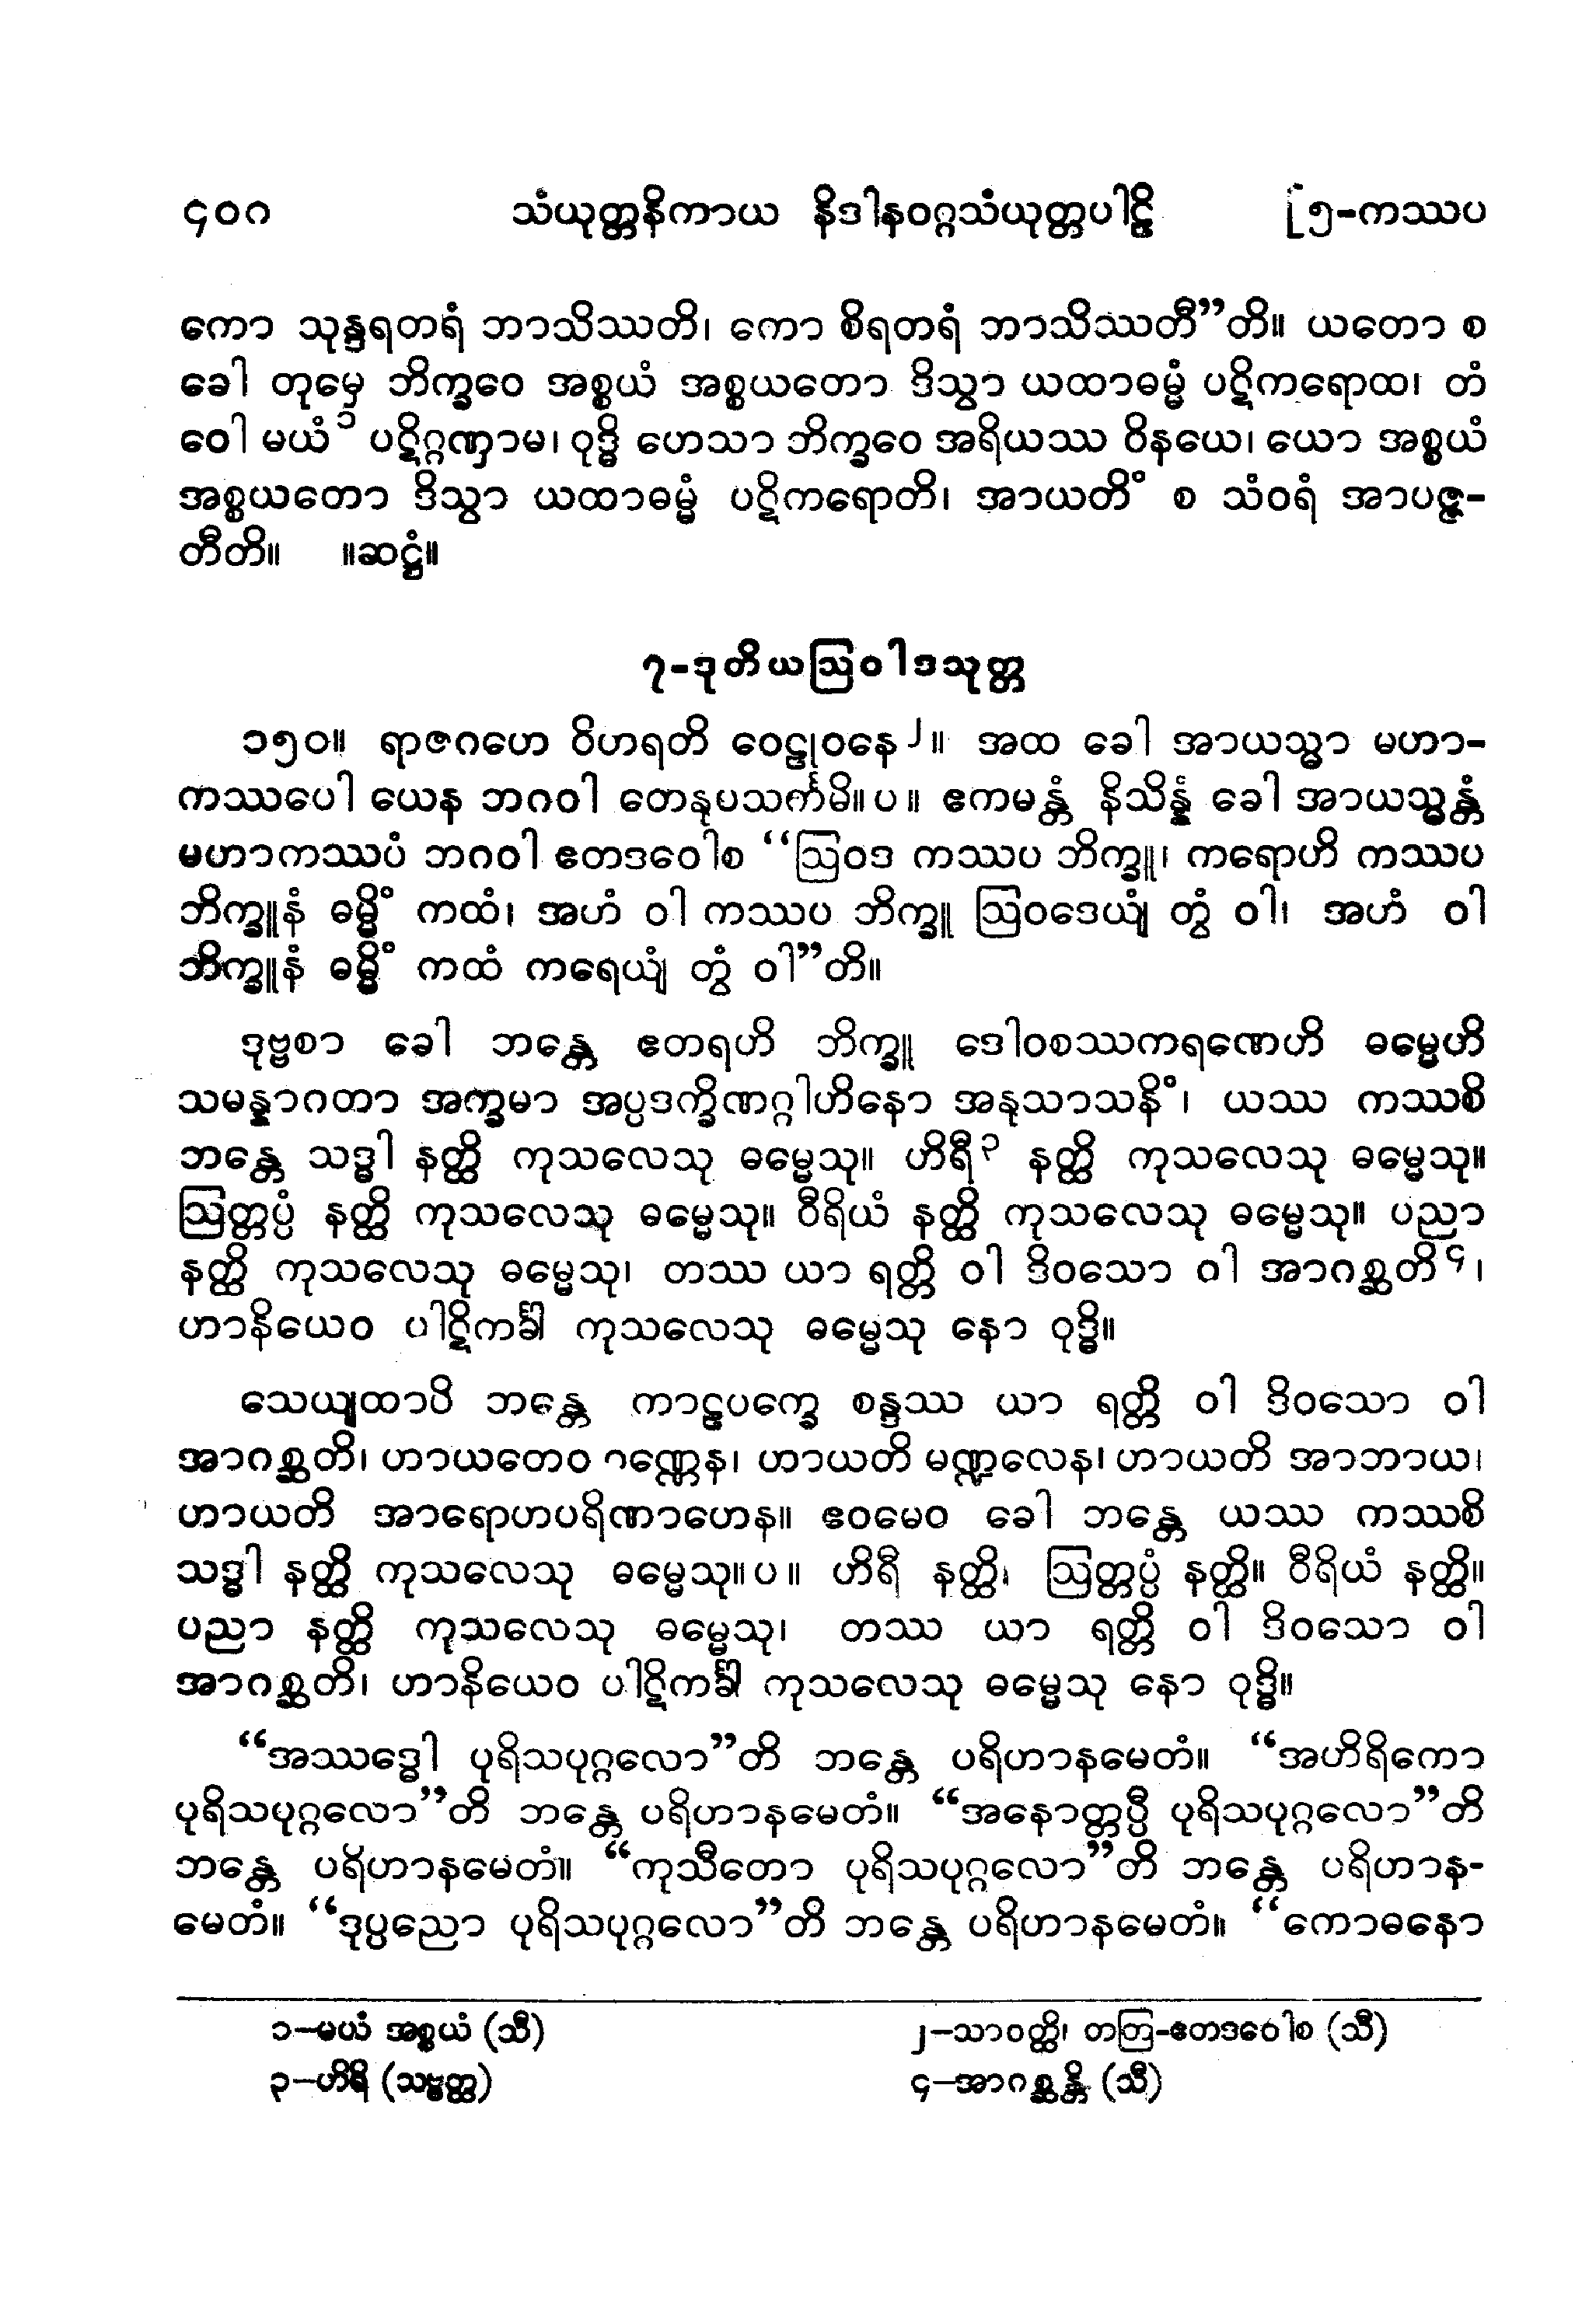 ၄၀ဂ သံယုတ္တနိကာယ နိဒါနဝဂ္ဂသံယုတ္တပါဠိ [၅-ကဿပ
ကော သုန္ဒရတရံ ဘာသိဿတိ၊ ကော စိရတရံ ဘာသိဿတီ”တိ။ ယတော စ
ခေါ တုမှေ ဘိက္ခဝေ အစ္စယံ အစ္စယတော ဒိသွာ ယထာဓမ္မံ ပဋိကရောထ၊ တံ
ဝေါ မယံ ၁ ပဋိဂ္ဂဏှာမ၊ ဝုဒ္ဓိ ဟေသာ ဘိက္ခဝေ အရိယဿ ဝိနယေ၊ ယော အစ္စယံ
အစ္စယတော ဒိသွာ ယထာဓမ္မံ ပဋိကရောတိ၊ အာယတိံ စ သံဝရံ အာပဇ္ဇ-
တီတိ။ ။ဆဋ္ဌံ။
၇-ဒုတိယဩဝါဒသုတ္တ
၁၅၀။ ရာဇဂဟေ ဝိဟရတိ ဝေဠုဝနေ ၂။ အထ ခေါ အာယသ္မာ မဟာ-
ကဿပေါ ယေန ဘဂဝါ တေနုပသင်္ကမိ။ပ။ ဧကမန္တံ နိသိန္နံ ခေါ အာယသ္မန္တံ
မဟာကဿပံ ဘဂဝါ ဧတဒဝေါစ “ဩဝဒ ကဿပ ဘိက္ခူ၊ ကရောဟိ ကဿပ
ဘိက္ခူနံ ဓမ္မိံ ကထံ၊ အဟံ ဝါ ကဿပ ဘိက္ခူ ဩဝဒေယျံ တွံ ဝါ၊ အဟံ ဝါ
ဘိက္ခူနံ ဓမ္မိံ ကထံ ကရေယျံ တွံ ဝါ”တိ။
ဒုဗ္ဗစာ ခေါ ဘန္တေ ဧတရဟိ ဘိက္ခူ ဒေါဝစဿကရဏေဟိ ဓမ္မေဟိ
သမန္နာဂတာ အက္ခမာ အပ္ပဒက္ခိဏဂ္ဂါဟိနော အနုသာသနိံ၊ ယဿ ကဿစိ
ဘန္တေ သဒ္ဓါ နတ္ထိ ကုသလေသု ဓမ္မေသု။ ဟိရီ ၃ နတ္ထိ ကုသလေသု ဓမ္မေသု။
ဩတ္တပ္ပံ နတ္ထိ ကုသလေသု ဓမ္မေသု။ ဝီရိယံ နတ္ထိ ကုသလေသု ဓမ္မေသု။ ပညာ
နတ္ထိ ကုသလေသု ဓမ္မေသု၊ တဿ ယာ ရတ္တိ ဝါ ဒိဝသော ဝါ အာဂစ္ဆတိ ၄၊
ဟာနိယေဝ ပါဋိကင်္ခါ ကုသလေသု ဓမ္မေသု နော ဝုဒ္ဓိ။
သေယျထာပိ ဘန္တေ ကာဠပက္ခေ စန္ဒဿ ယာ ရတ္တိ ဝါ ဒိဝသော ဝါ
အာဂစ္ဆတိ၊ ဟာယတေဝ ဝဏ္ဏေန၊ ဟာယတိ မဏ္ဍလေန၊ ဟာယတိ အာဘာယ၊
ဟာယတိ အာရောဟပရိဏာဟေန။ ဧဝမေဝ ခေါ ဘန္တေ ယဿ ကဿစိ
သဒ္ဓါ နတ္ထိ ကုသလေသု ဓမ္မေသု။ပ။ ဟိရီ နတ္ထိ၊ ဩတ္တပ္ပံ နတ္ထိ။ ဝီရိယံ နတ္ထိ။
ပညာ နတ္ထိ ကုသလေသု ဓမ္မေသု၊ တဿ ယာ ရတ္တိ ဝါ ဒိဝသော ဝါ
အာဂစ္ဆတိ၊ ဟာနိယေဝ ပါဋိကင်္ခါ ကုသလေသု ဓမ္မေသု နော ဝုဒ္ဓိ။
“အဿဒ္ဓေါ ပုရိသပုဂ္ဂလော”တိ ဘန္တေ ပရိဟာနမေတံ။ “အဟိရိကော
ပုရိသပုဂ္ဂလော”တိ ဘန္တေ ပရိဟာနမေတံ။ “အနောတ္တပ္ပီ ပုရိသပုဂ္ဂလော”တိ
ဘန္တေ ပရိဟာနမေတံ။ “ကုသီတော ပုရိသပုဂ္ဂလော”တိ ဘန္တေ ပရိဟာန-
မေတံ။ “ဒုပ္ပညော ပုရိသပုဂ္ဂလော”တိ ဘန္တေ ပရိဟာနမေတံ။ “ကောဓနော
၁–မယံ အစ္စယံ (သီ) ၂–သာဝတ္ထိ၊ တတြ-ဧတဒဝေါစ (သီ)
၃–ဟိရိ (သဗ္ဗတ္ထ) ၄–အာဂစ္ဆန္တိ (သီ)